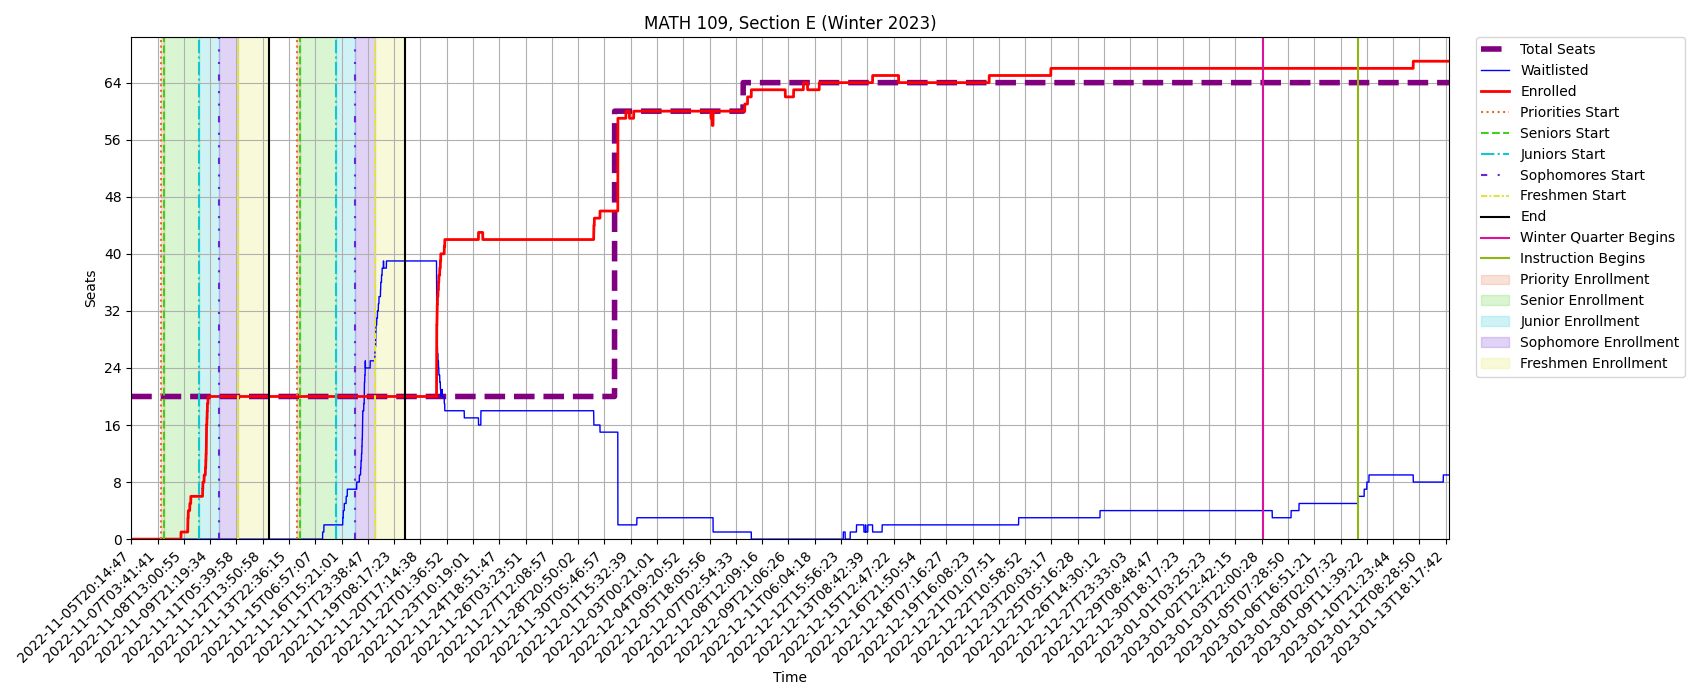 MATH 109, Section E (Winter 2023)
Seats
64
56
48
40
32
24
16
8
0
2022-11-05T20:14:47
2022-11-07T03:41:41
2022-11-08T13:00:55
2022-11-09T21:19:34
2022-11-11T05:39:58
2022-11-12T13:50:58
2022-11-13T22:36:15
2022-11-15T06:57:07
2022-11-16T15:21:01
2022-11-17T23:38:47
2022-11-19T08:17:23
2022-11-20T17:14:38
2022-11-22T01:36:52
2022-11-23T10:19:01
2022-11-24T18:51:47
2022-11-26T03:23:51
2022-11-27T12:08:57
2022-11-28T20:50:02
2022-11-30T05:46:57
2022-12-01T15:32:39
2022-12-03T00:21:01
2022-12-04T09:20:52
2022-12-05T18:05:56
2022-12-07T02:54:33
2022-12-08T12:09:16
2022-12-09T21:06:26
2022-12-11T06:04:18
2022-12-12T15:56:23
2022-12-13T08:42:39
2022-12-15T12:47:22
2022-12-16T21:50:54
2022-12-18T07:16:27
2022-12-19T16:08:23
2022-12-21T01:07:51
2022-12-22T10:58:52
2022-12-23T20:03:17
2022-12-25T05:16:28
2022-12-26T14:30:12
2022-12-27T23:33:03
2022-12-29T08:48:47
2022-12-30T18:17:23
2023-01-01T03:25:23
2023-01-02T12:42:15
2023-01-03T22:00:28
2023-01-05T07:28:50
2023-01-06T16:51:21
2023-01-08T02:07:32
2023-01-09T11:39:22
2023-01-10T21:23:44
2023-01-12T08:28:50
2023-01-13T18:17:42
Time
Total Seats
Waitlisted
Enrolled
Priorities Start
Seniors Start
Juniors Start
Sophomores Start
Freshmen Start
End
Winter Quarter Begins
Instruction Begins
Priority Enrollment
Senior Enrollment
Junior Enrollment
Sophomore Enrollment
Freshmen Enrollment